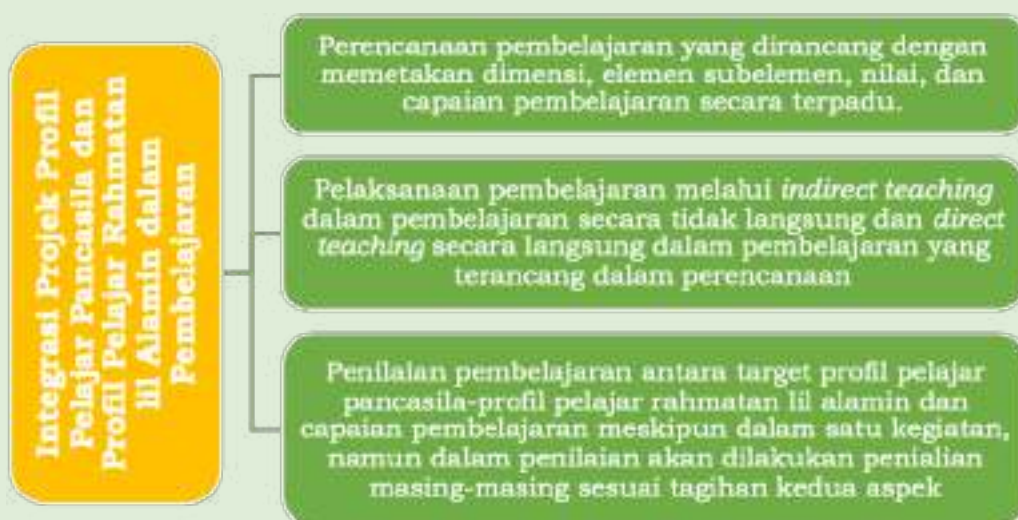 Integrasi Projek Profil
Pelajar Pancasila dan
Profil Pelajar Rahmatan
lil Alamin dalam
Pembelajaran
Perencanaan pembelajaran yang dirancang dengan
memetakan dimensi, elemen subelemen, nilai, dan
capaian pembelajaran secara terpadu.
Pelaksanaan pembelajaran melalui indirect teaching
dalam pembelajaran secara tidak langsung dan direct
teaching secara langsung dalam pembelajaran yang
terancang dalam perencanaan
Penilaian pembelajaran antara target profil pelajar
pancasila-profil pelajar rahmatan lil alamin dan
capaian pembelajaran meskipun dalam satu kegiatan,
namun dalam penilaian akan dilakukan penialian
masing-masing sesuai tagihan kedua aspek